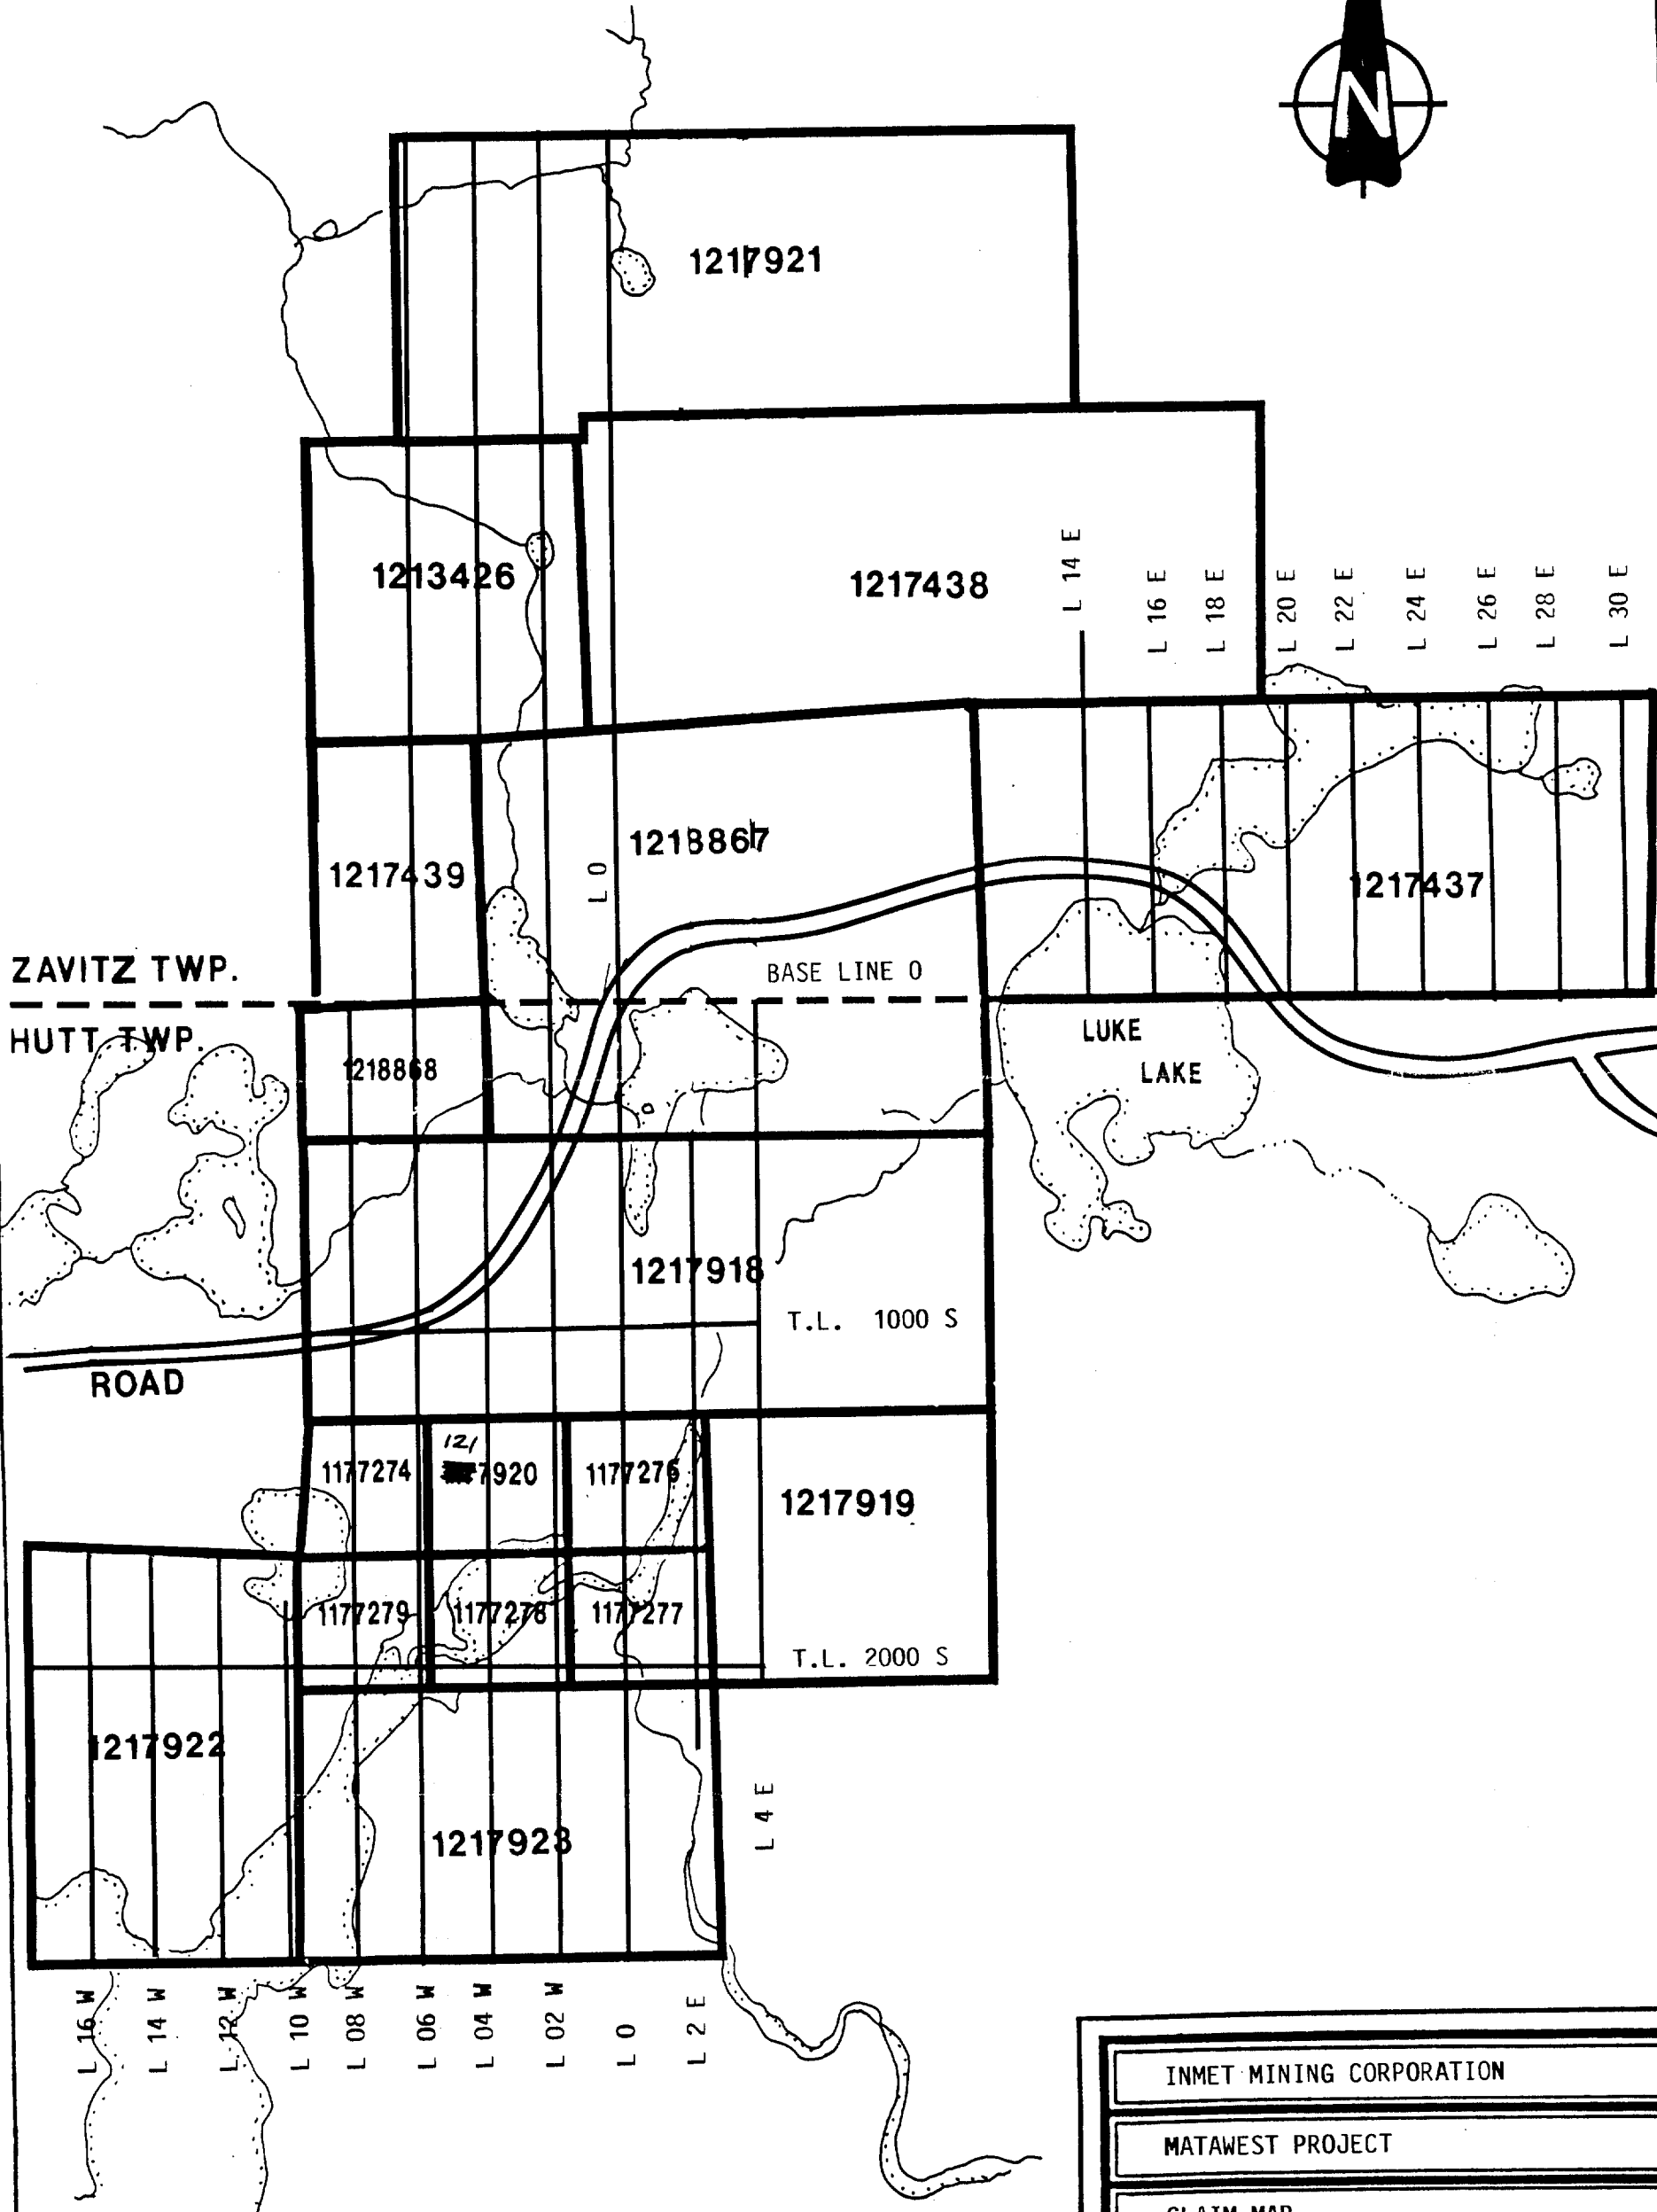 N
1217921
1213426
1217438
L 14 E
L 16 E
L 18 E
L 20 E
L 22 E
L 24 E
L 26 E
L 28 E
L 30 E
1217439
L 0
1218867
1217437
ZAVITZ TWP.
BASE LINE 0
HUTT TWP.
1218868
LUKE
LAKE
1217918
T.L. 1000 S
ROAD
1177274
121
7920
1177276
1217919
1177279
1177278
1177277
T.L. 2000 S
1217922
1217923
L 4 E
L 16 W
L 14 W
L 12 W
L 10 W
L 08 W
L 06 W
L 04 W
L 02 W
L 0
L 2 E
INMET MINING CORPORATION
MATAWEST PROJECT
CLAIM MAP